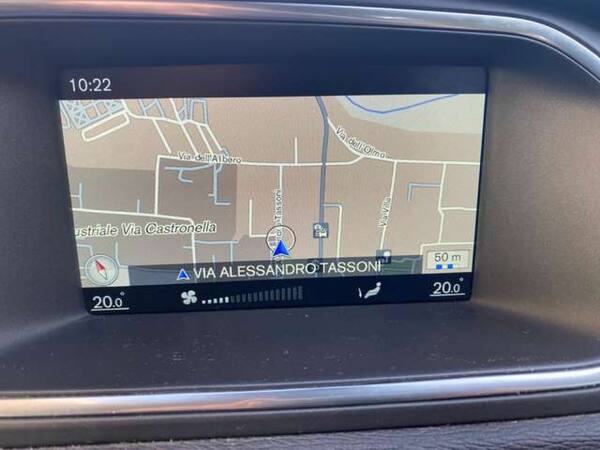 10:22
Via dell'Albero
Via dell'Olmo
Tassoni
Via Villa
ustriale Via Castronella
50 m
VIA ALESSANDRO TASSONI
20.0°
20.0°